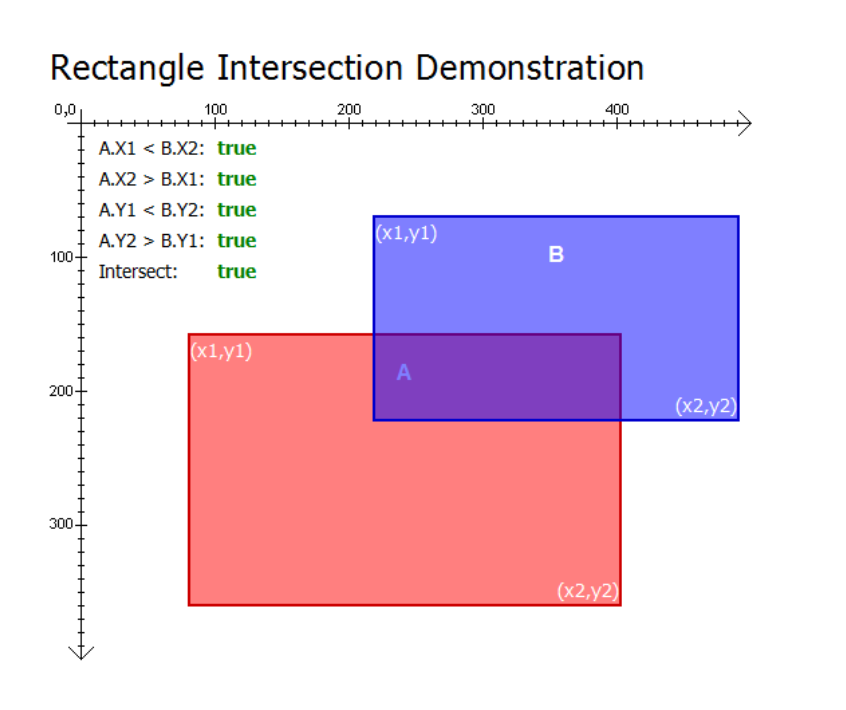 Rectangle Intersection Demonstration
0,0 100 200 300 400
A.X1 < B.X2: true
A.X2 > B.X1: true
A.Y1 < B.Y2: true
(x1,y1)
A.Y2 > B.Y1: true
B
100
Intersect: true
(x1,y1)
A
200
(x2,y2)
300
(x2,y2)